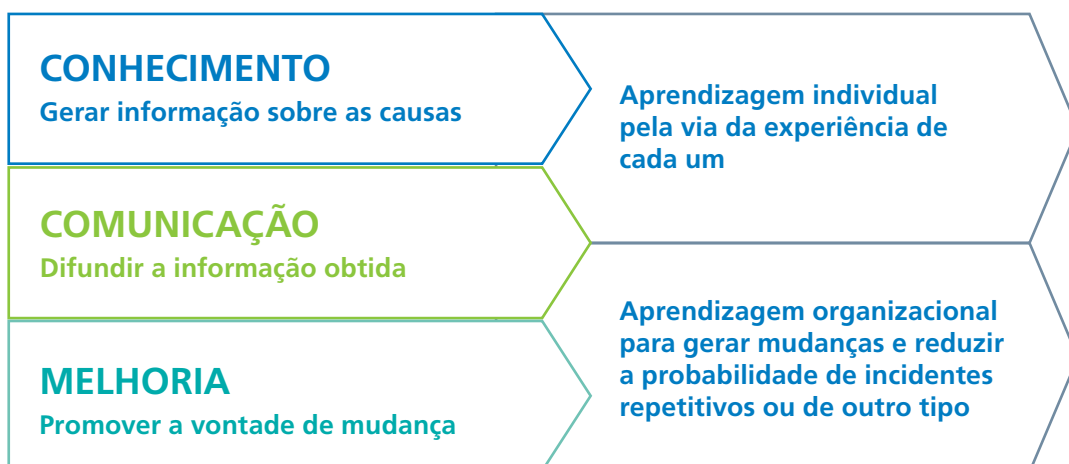 CONHECIMENTO
Gerar informação sobre as causas
COMUNICAÇÃO
Difundir a informação obtida
MELHORIA
Promover a vontade de mudança
Aprendizagem individual
pela via da experiência de
cada um
Aprendizagem organizacional
para gerar mudanças e reduzir
a probabilidade de incidentes
repetitivos ou de outro tipo